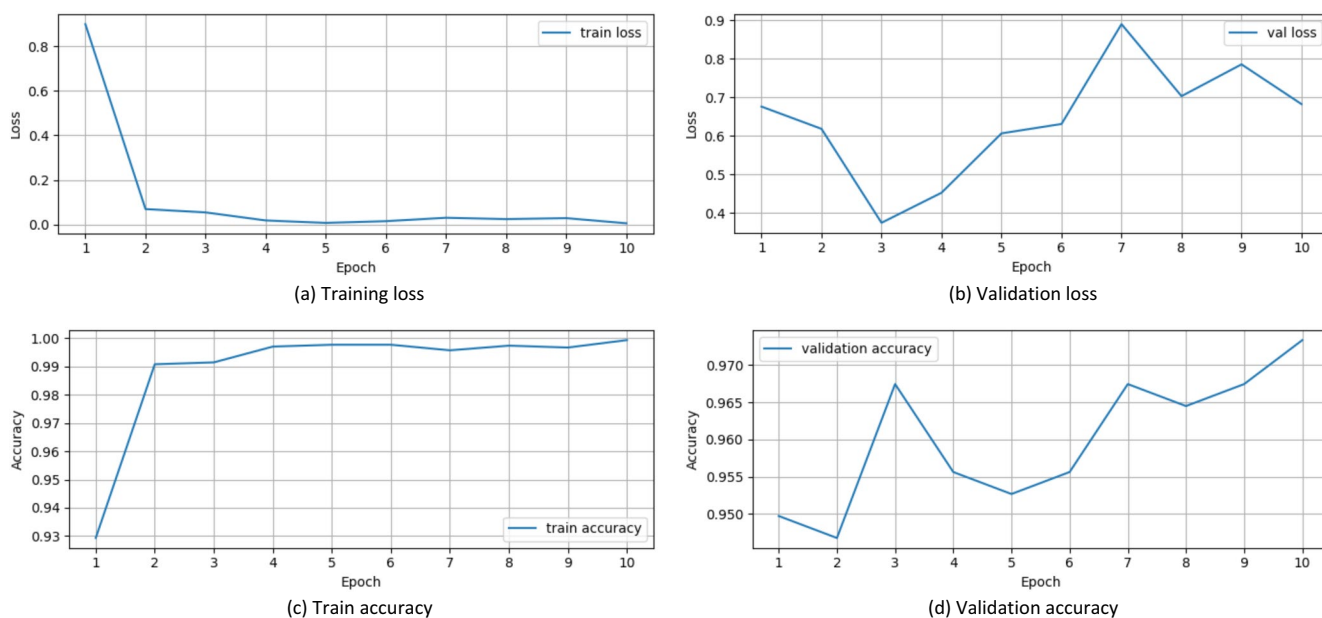 train loss
0.8
0.6
0.4
0.2
0.0
Loss
1 2 3 4 5 6 7 8 9 10
Epoch
(a) Training loss
val loss
0.9
0.8
0.7
0.6
0.5
0.4
Loss
1 2 3 4 5 6 7 8 9 10
Epoch
(b) Validation loss
1.00
0.99
0.98
0.97
0.96
0.95
0.94
0.93
Accuracy
train accuracy
1 2 3 4 5 6 7 8 9 10
Epoch
(c) Train accuracy
validation accuracy
0.970
0.965
0.960
0.955
0.950
Accuracy
1 2 3 4 5 6 7 8 9 10
Epoch
(d) Validation accuracy